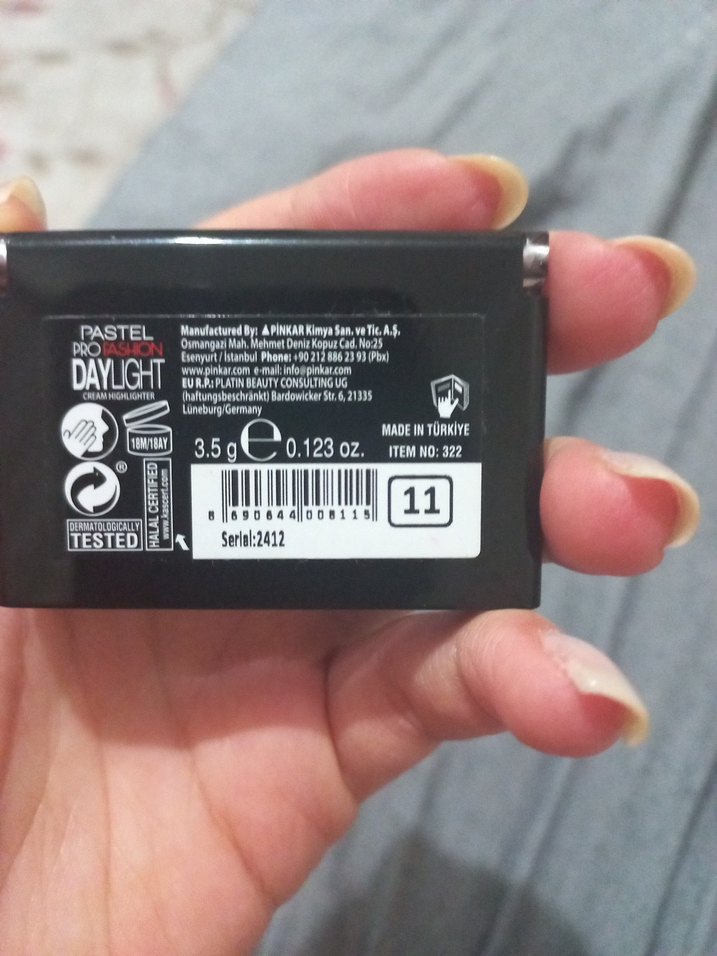 PASTEL
PROFASHION
DAYLIGHT
CREAM HIGHLIGHTER
18M/18AY
®
DERMATOLOGICALLY
TESTED
HALAL CERTIFIED
www.kascert.com
Manufactured By: PİNKAR Kimya San. ve Tic. A.Ş.
Osmangazi Mah. Mehmet Deniz Kopuz Cad. No:25
Esenyurt / İstanbul Phone: +90 212 886 23 93 (Pbx)
www.pinkar.com e-mail: info@pinkar.com
EU R.P.: PLATIN BEAUTY CONSULTING UG
(haftungsbeschränkt) Bardowicker Str. 6, 21335
Lüneburg/Germany
3.5 g e 0.123 oz.
MADE IN TÜRKİYE
ITEM NO: 322
8 690644 008115
11
Serial:2412